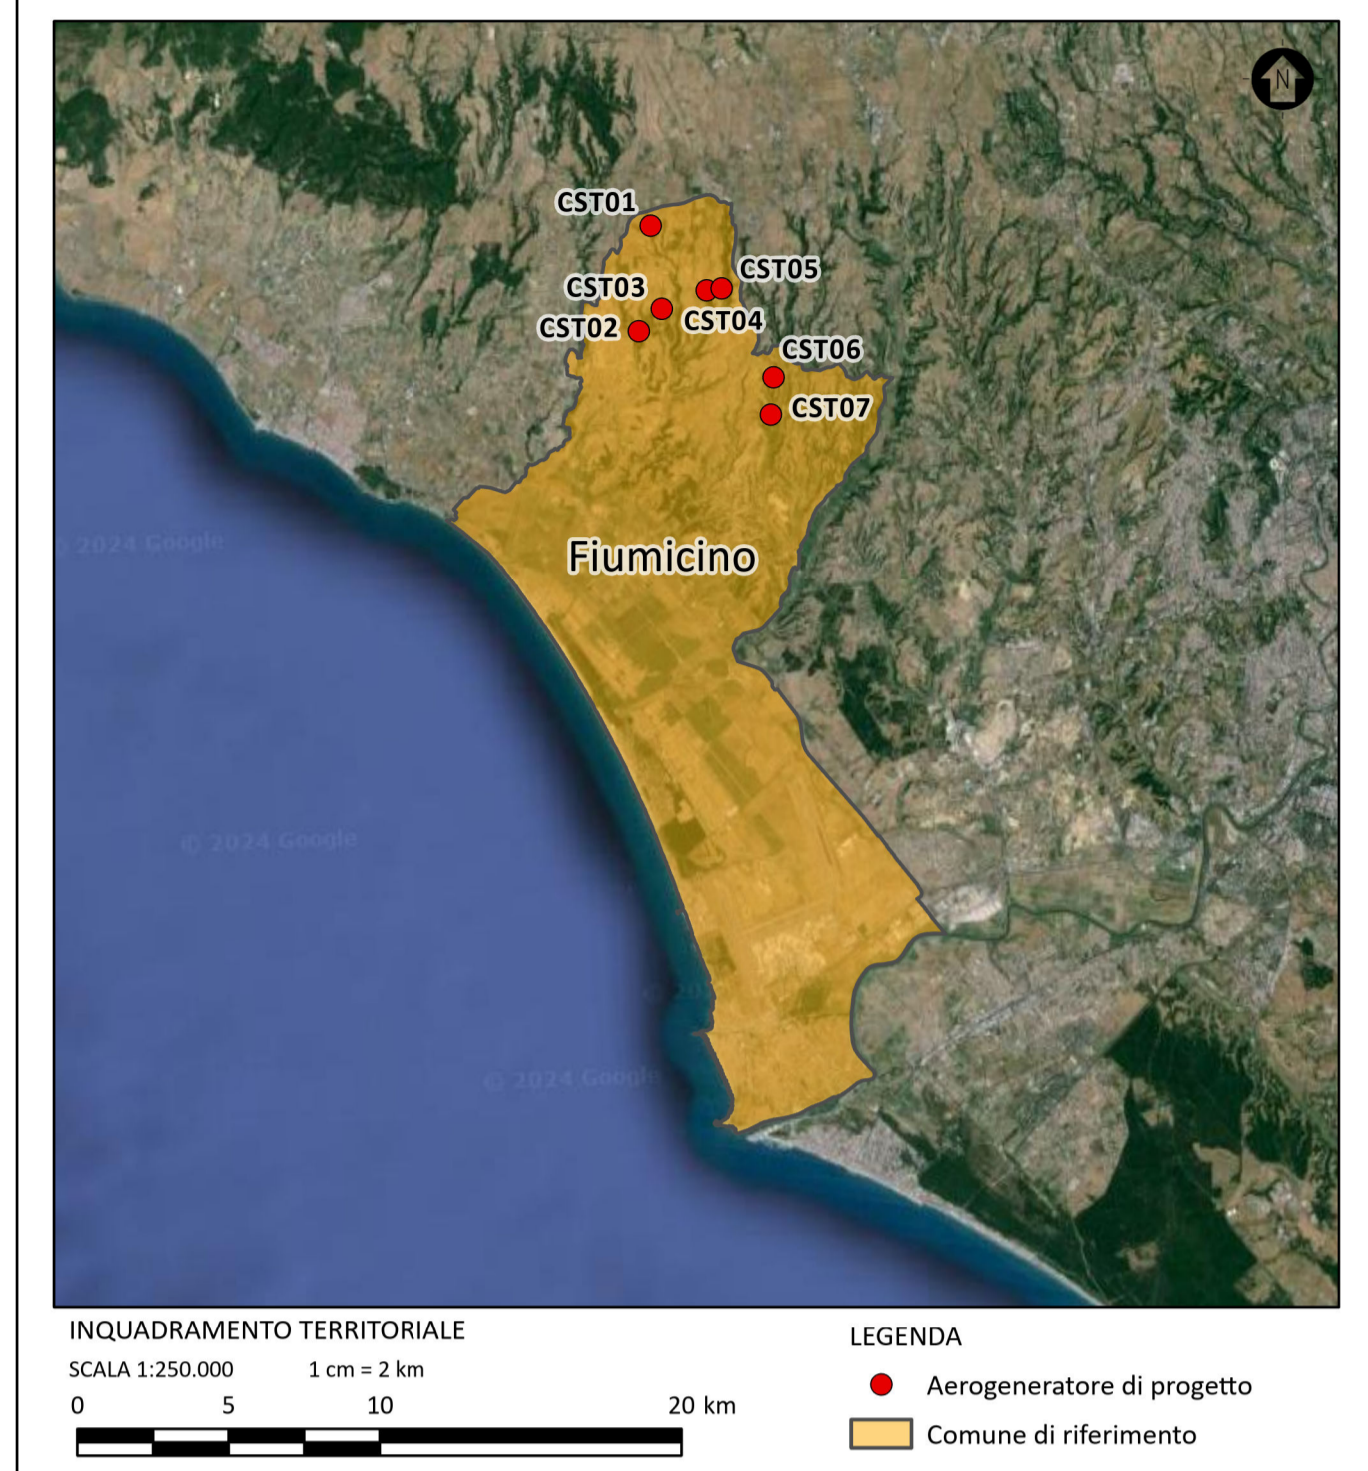 N
CST01
CST05
CST03
CST04
CST02
CST06
CST07
© 2024 Google
Fiumicino
© 2024 Google
© 2024 Google
INQUADRAMENTO TERRITORIALE
SCALA 1:250.000 1 cm = 2 km
0 5 10 20 km
LEGENDA
Aerogeneratore di progetto
Comune di riferimento